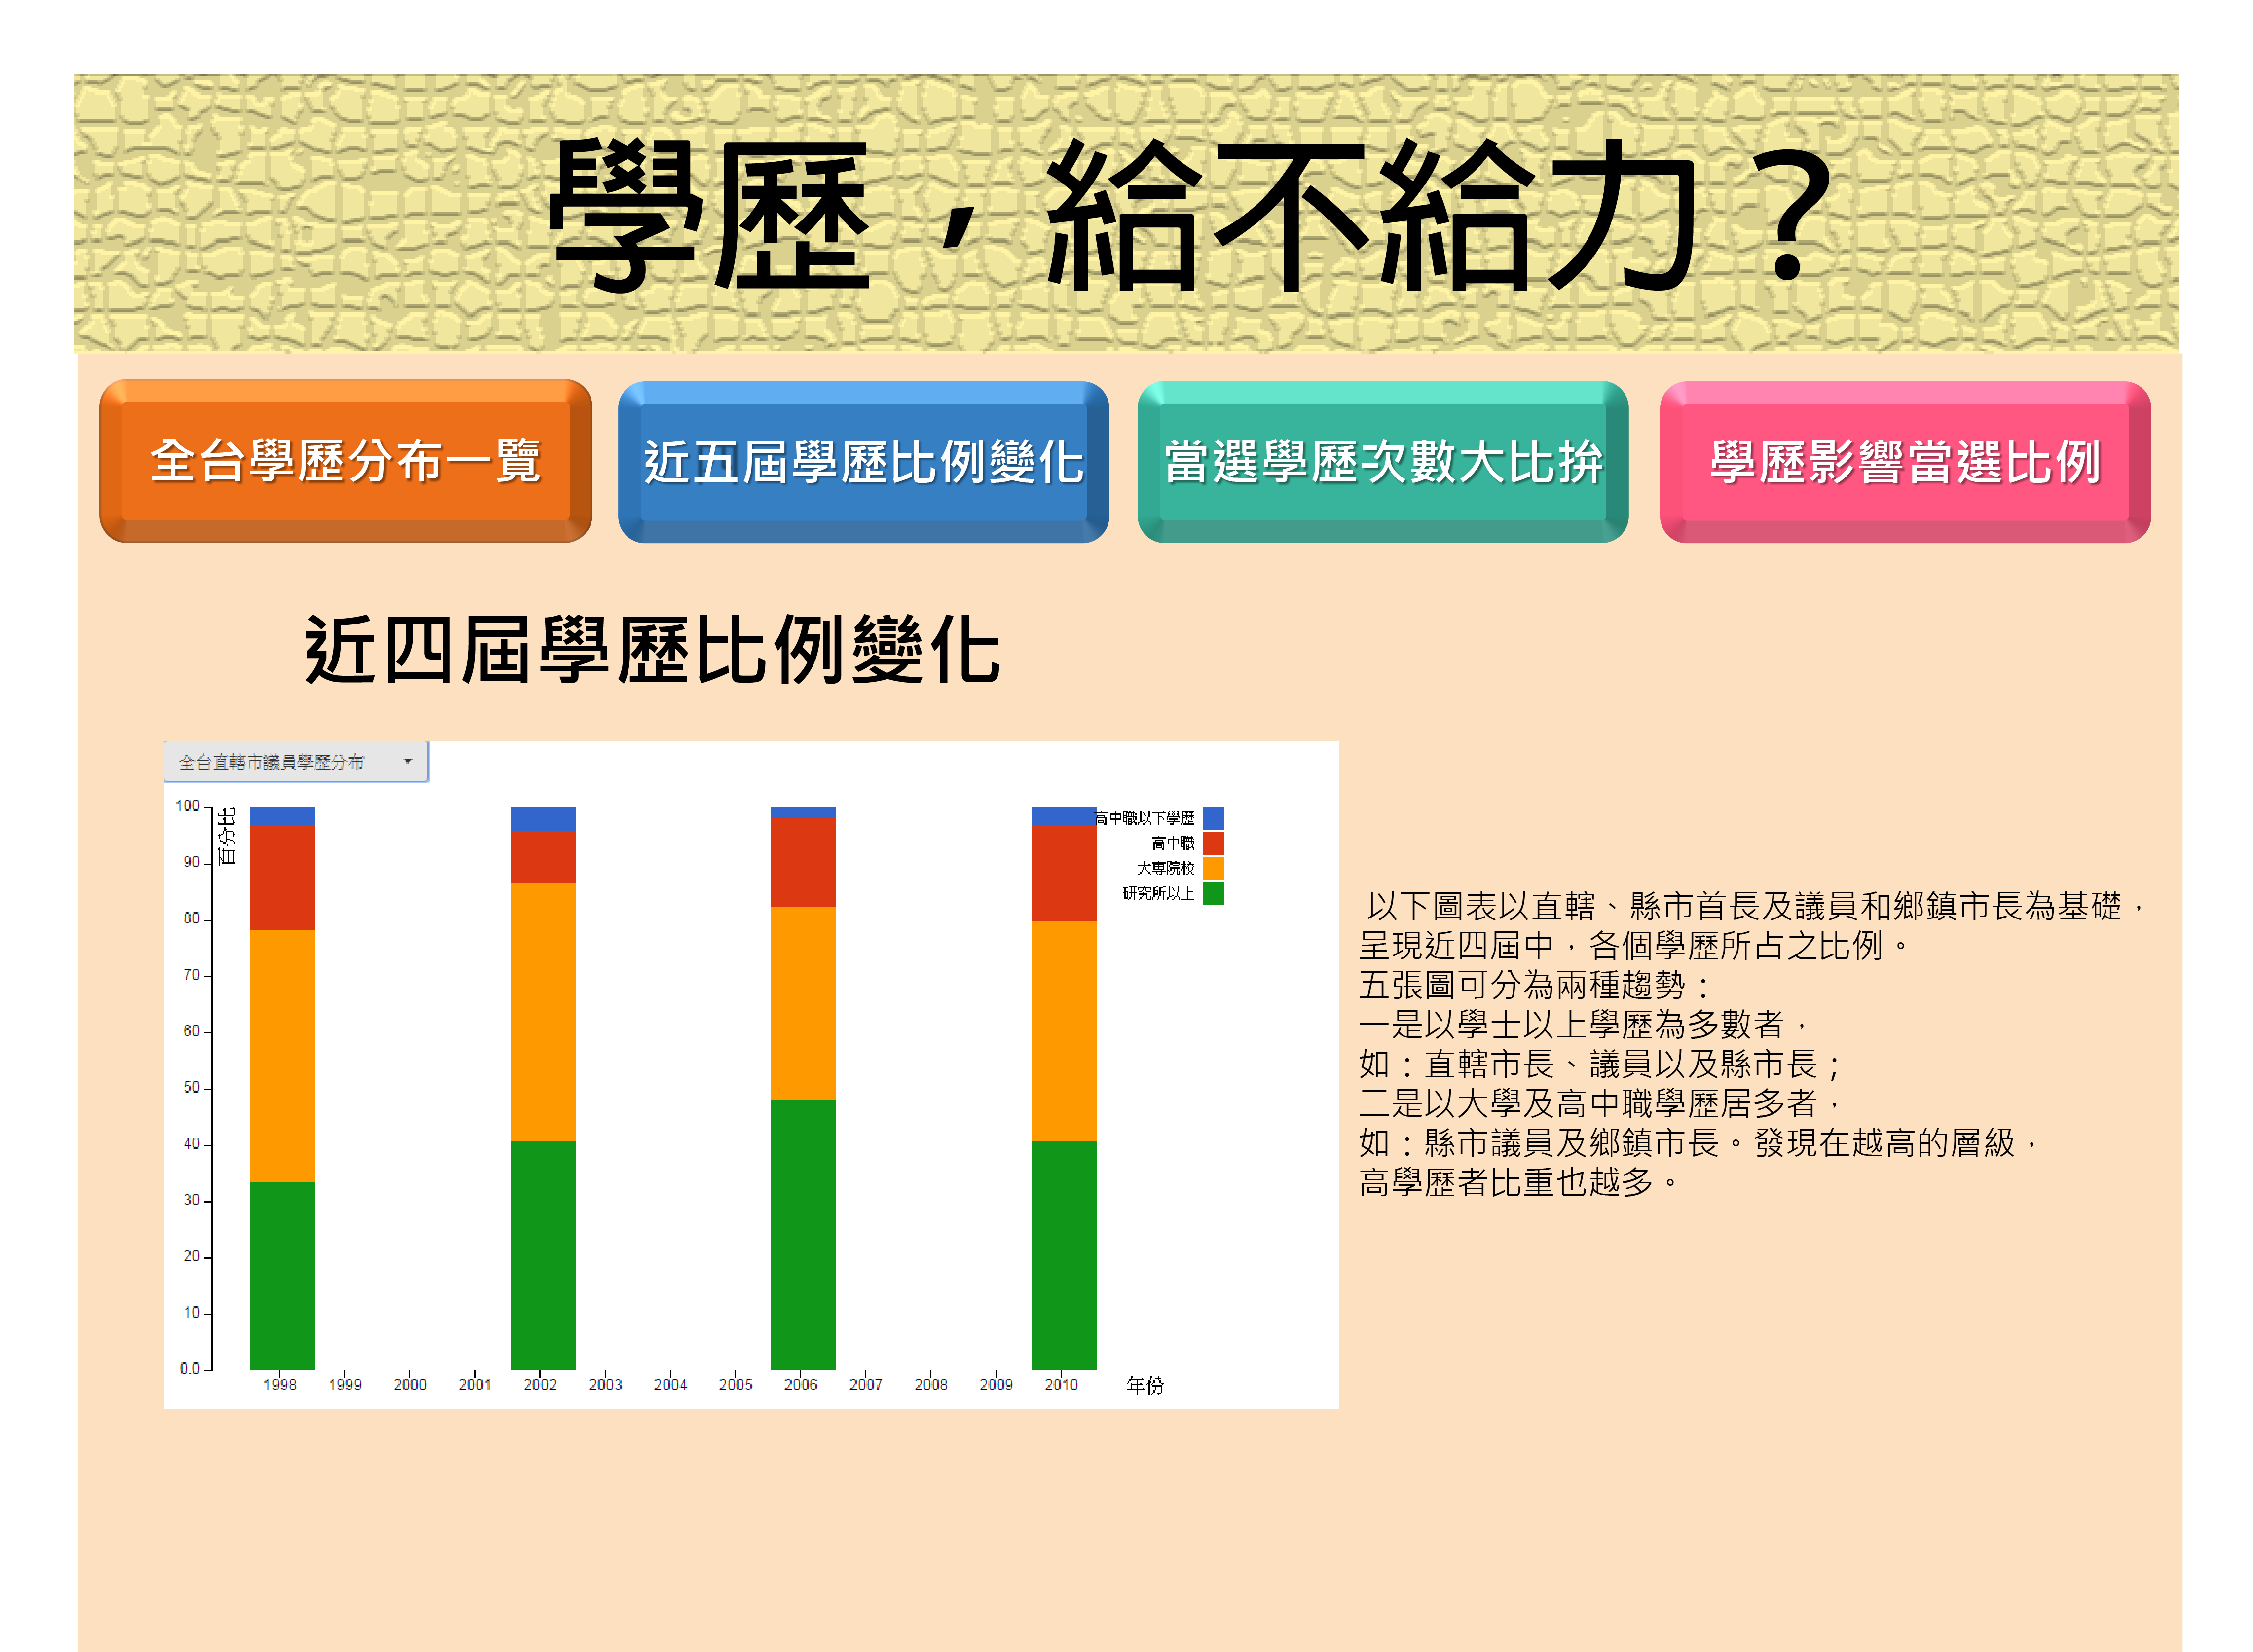 學歷，給不給力？
全台學歷分布一覽
近五屆學歷比例變化
當選學歷次數大比拚
學歷影響當選比例
近四屆學歷比例變化
全台直轄市議員學歷分布
百分比
100
90
80
70
60
50
40
30
20
10
0.0
高中職以下學歷
高中職
大專院校
研究所以上
1998 1999 2000 2001 2002 2003 2004 2005 2006 2007 2008 2009 2010 年份
以下圖表以直轄、縣市首長及議員和鄉鎮市長為基礎，
呈現近四屆中，各個學歷所占之比例。
五張圖可分為兩種趨勢：
一是以學士以上學歷為多數者，
如：直轄市長、議員以及縣市長；
二是以大學及高中職學歷居多者，
如：縣市議員及鄉鎮市長。發現在越高的層級，
高學歷者比重也越多。